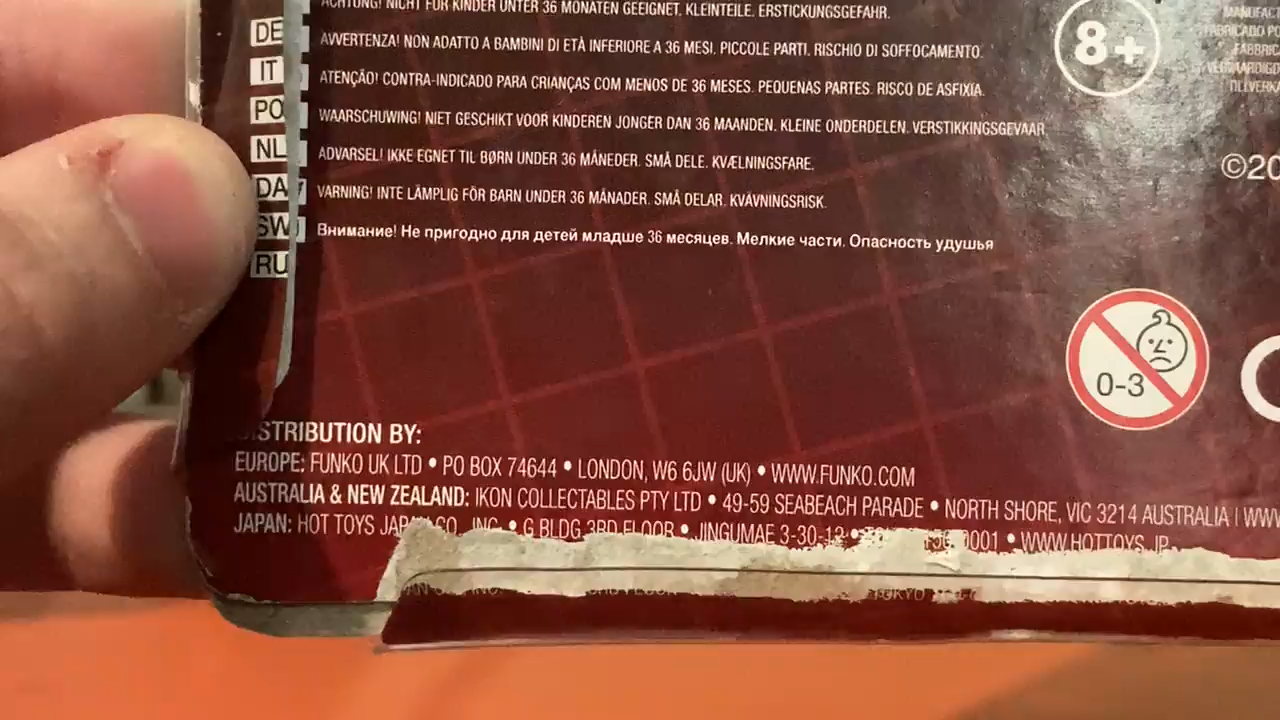 ACHTUNG! NICHT FÜR KINDER UNTER 36 MONATEN GEEIGNET. KLEINTEILE. ERSTICKUNGSGEFAHR.
DE AVVERTENZA! NON ADATTO A BAMBINI DI ETÀ INFERIORE A 36 MESI. PICCOLE PARTI. RISCHIO DI SOFFOCAMENTO.
IT ATENÇÃO! CONTRA-INDICADO PARA CRIANÇAS COM MENOS DE 36 MESES. PEQUENAS PARTES. RISCO DE ASFIXIA.
PO WAARSCHUWING! NIET GESCHIKT VOOR KINDEREN JONGER DAN 36 MAANDEN. KLEINE ONDERDELEN. VERSTIKKINGSGEVAAR
NL ADVARSEL! IKKE EGNET TIL BØRN UNDER 36 MÅNEDER. SMÅ DELE. KVÆLNINGSFARE.
DA VARNING! INTE LÄMPLIG FÖR BARN UNDER 36 MÅNADER. SMÅ DELAR. KVÄVNINGSRISK.
SW Внимание! Не пригодно для детей младше 36 месяцев. Мелкие части. Опасность удушья
RU
8+
©20
0-3
DISTRIBUTION BY:
EUROPE: FUNKO UK LTD • PO BOX 74644 • LONDON, W6 6JW (UK) • WWW.FUNKO.COM
AUSTRALIA & NEW ZEALAND: IKON COLLECTABLES PTY LTD • 49-59 SEABEACH PARADE • NORTH SHORE, VIC 3214 AUSTRALIA | WWW
JAPAN: HOT TOYS JAPAN CO., INC. • G BLDG 3RD FLOOR • JINGUMAE 3-30-12 • 0001 • WWW.HOTTOYS.JP